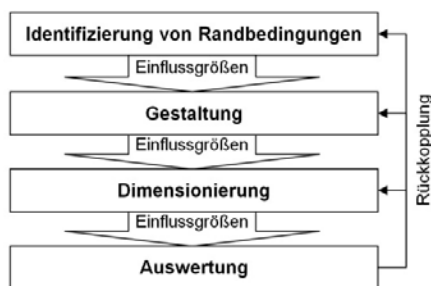 Identifizierung von Randbedingungen
Einflussgrößen
Gestaltung
Einflussgrößen
Dimensionierung
Einflussgrößen
Auswertung
Rückkopplung